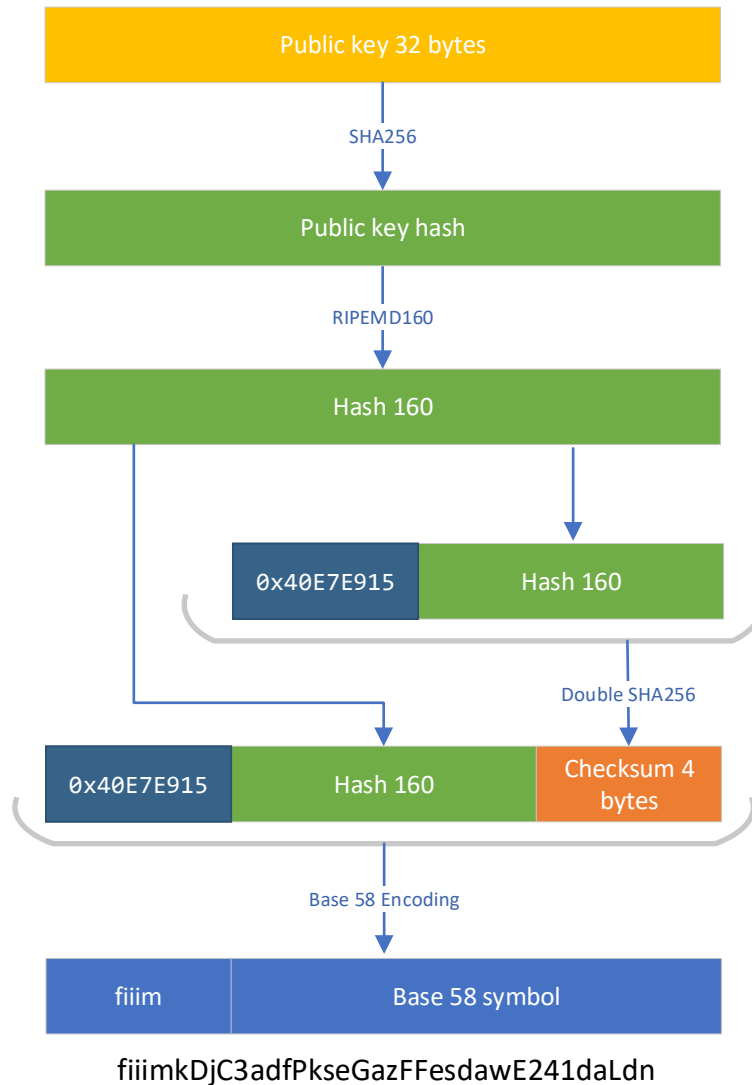 Public key 32 bytes
SHA256
Public key hash
RIPEMD160
Hash 160
0x40E7E915
Hash 160
Double SHA256
0x40E7E915
Hash 160
Checksum 4
bytes
Base 58 Encoding
fiiim
Base 58 symbol
fiiimkDjC3adfPkseGazFFesdawE241daLdn